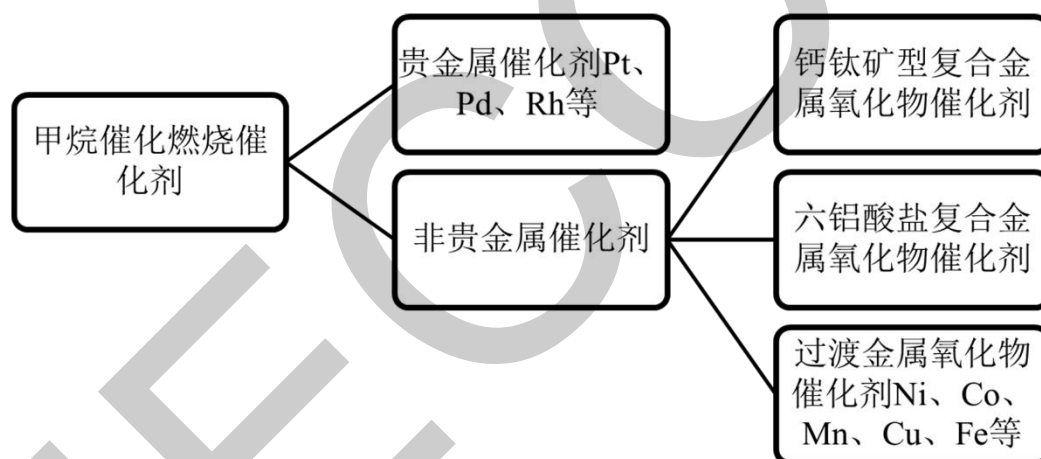 甲烷催化燃烧催
化剂
贵金属催化剂Pt、
Pd、Rh等
非贵金属催化剂
钙钛矿型复合金
属氧化物催化剂
六铝酸盐复合金
属氧化物催化剂
过渡金属氧化物
催化剂Ni、Co、
Mn、Cu、Fe等